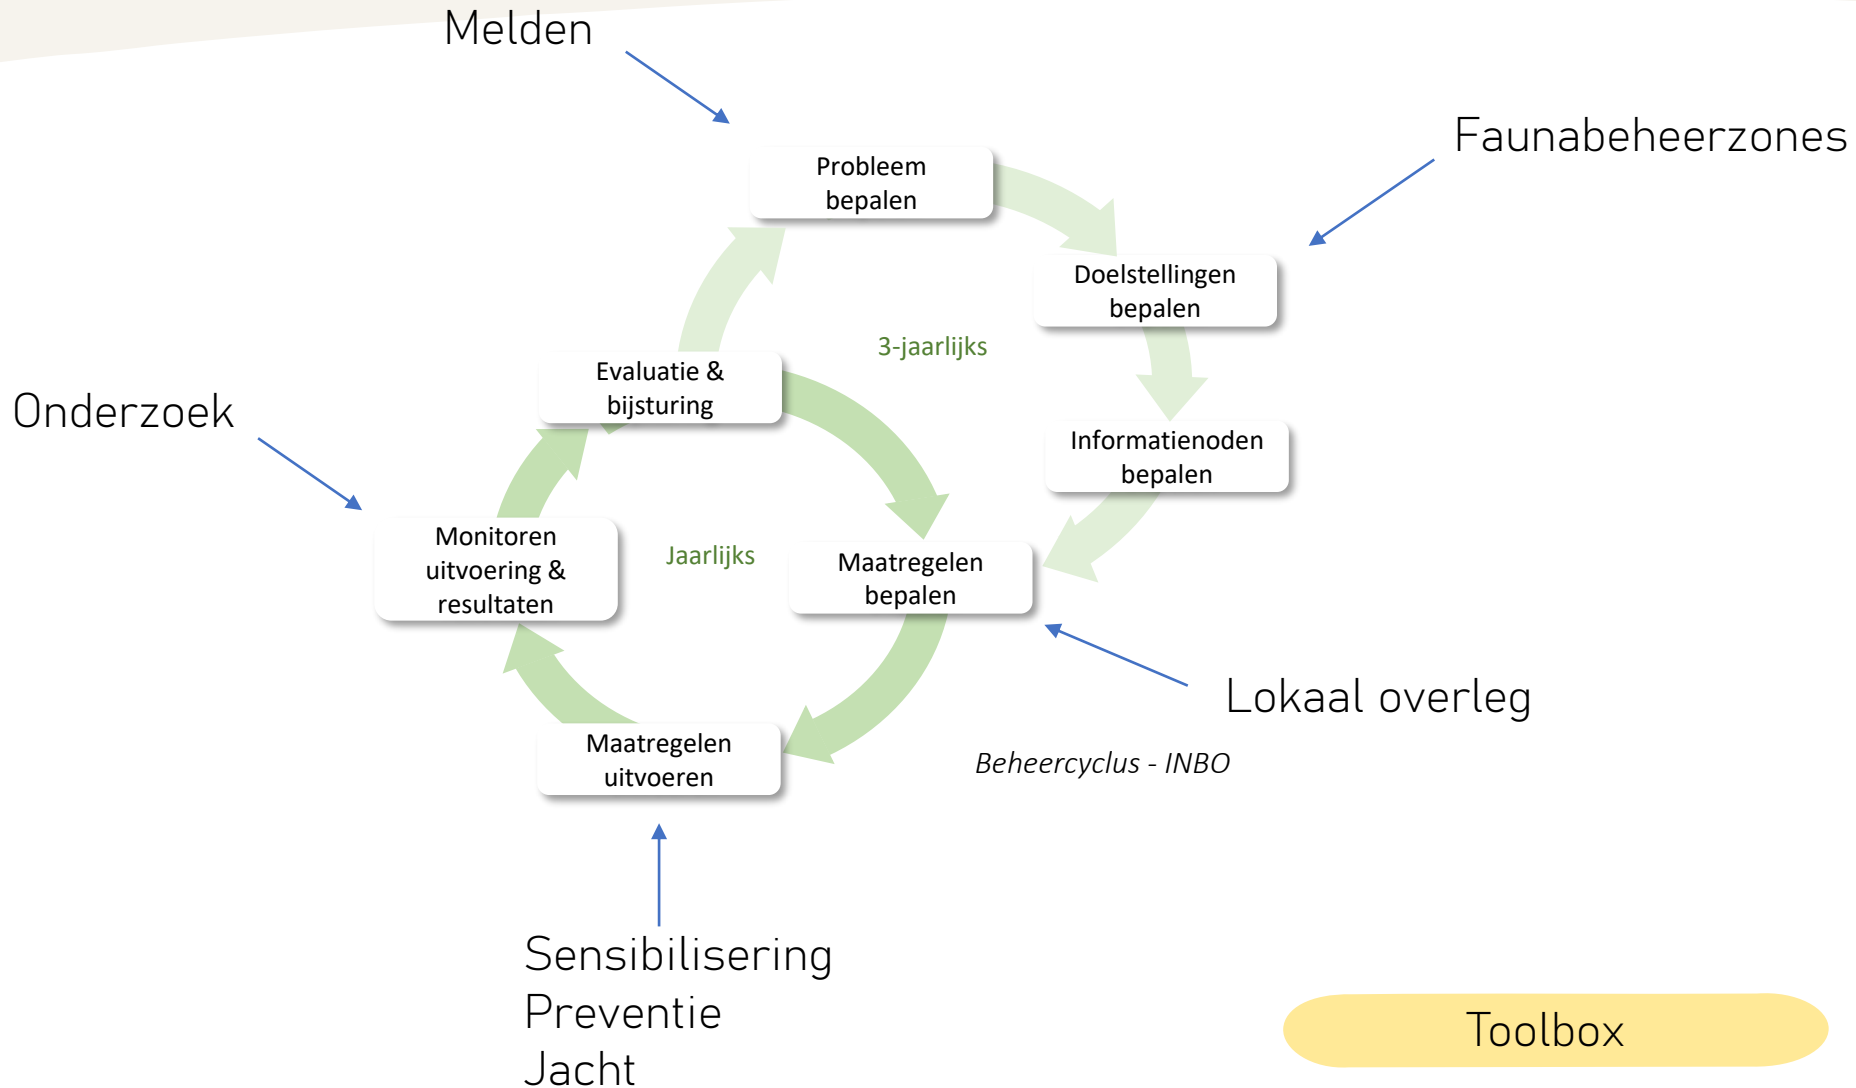 Melden
Faunabeheerzones
Probleem
bepalen
Doelstellingen
bepalen
3-jaarlijks
Evaluatie &
bijsturing
Onderzoek
Informatienoden
bepalen
Monitoren
uitvoering &
resultaten
Jaarlijks
Maatregelen
bepalen
Lokaal overleg
Maatregelen
uitvoeren
Beheercyclus - INBO
Sensibilisering
Preventie
Jacht
Toolbox